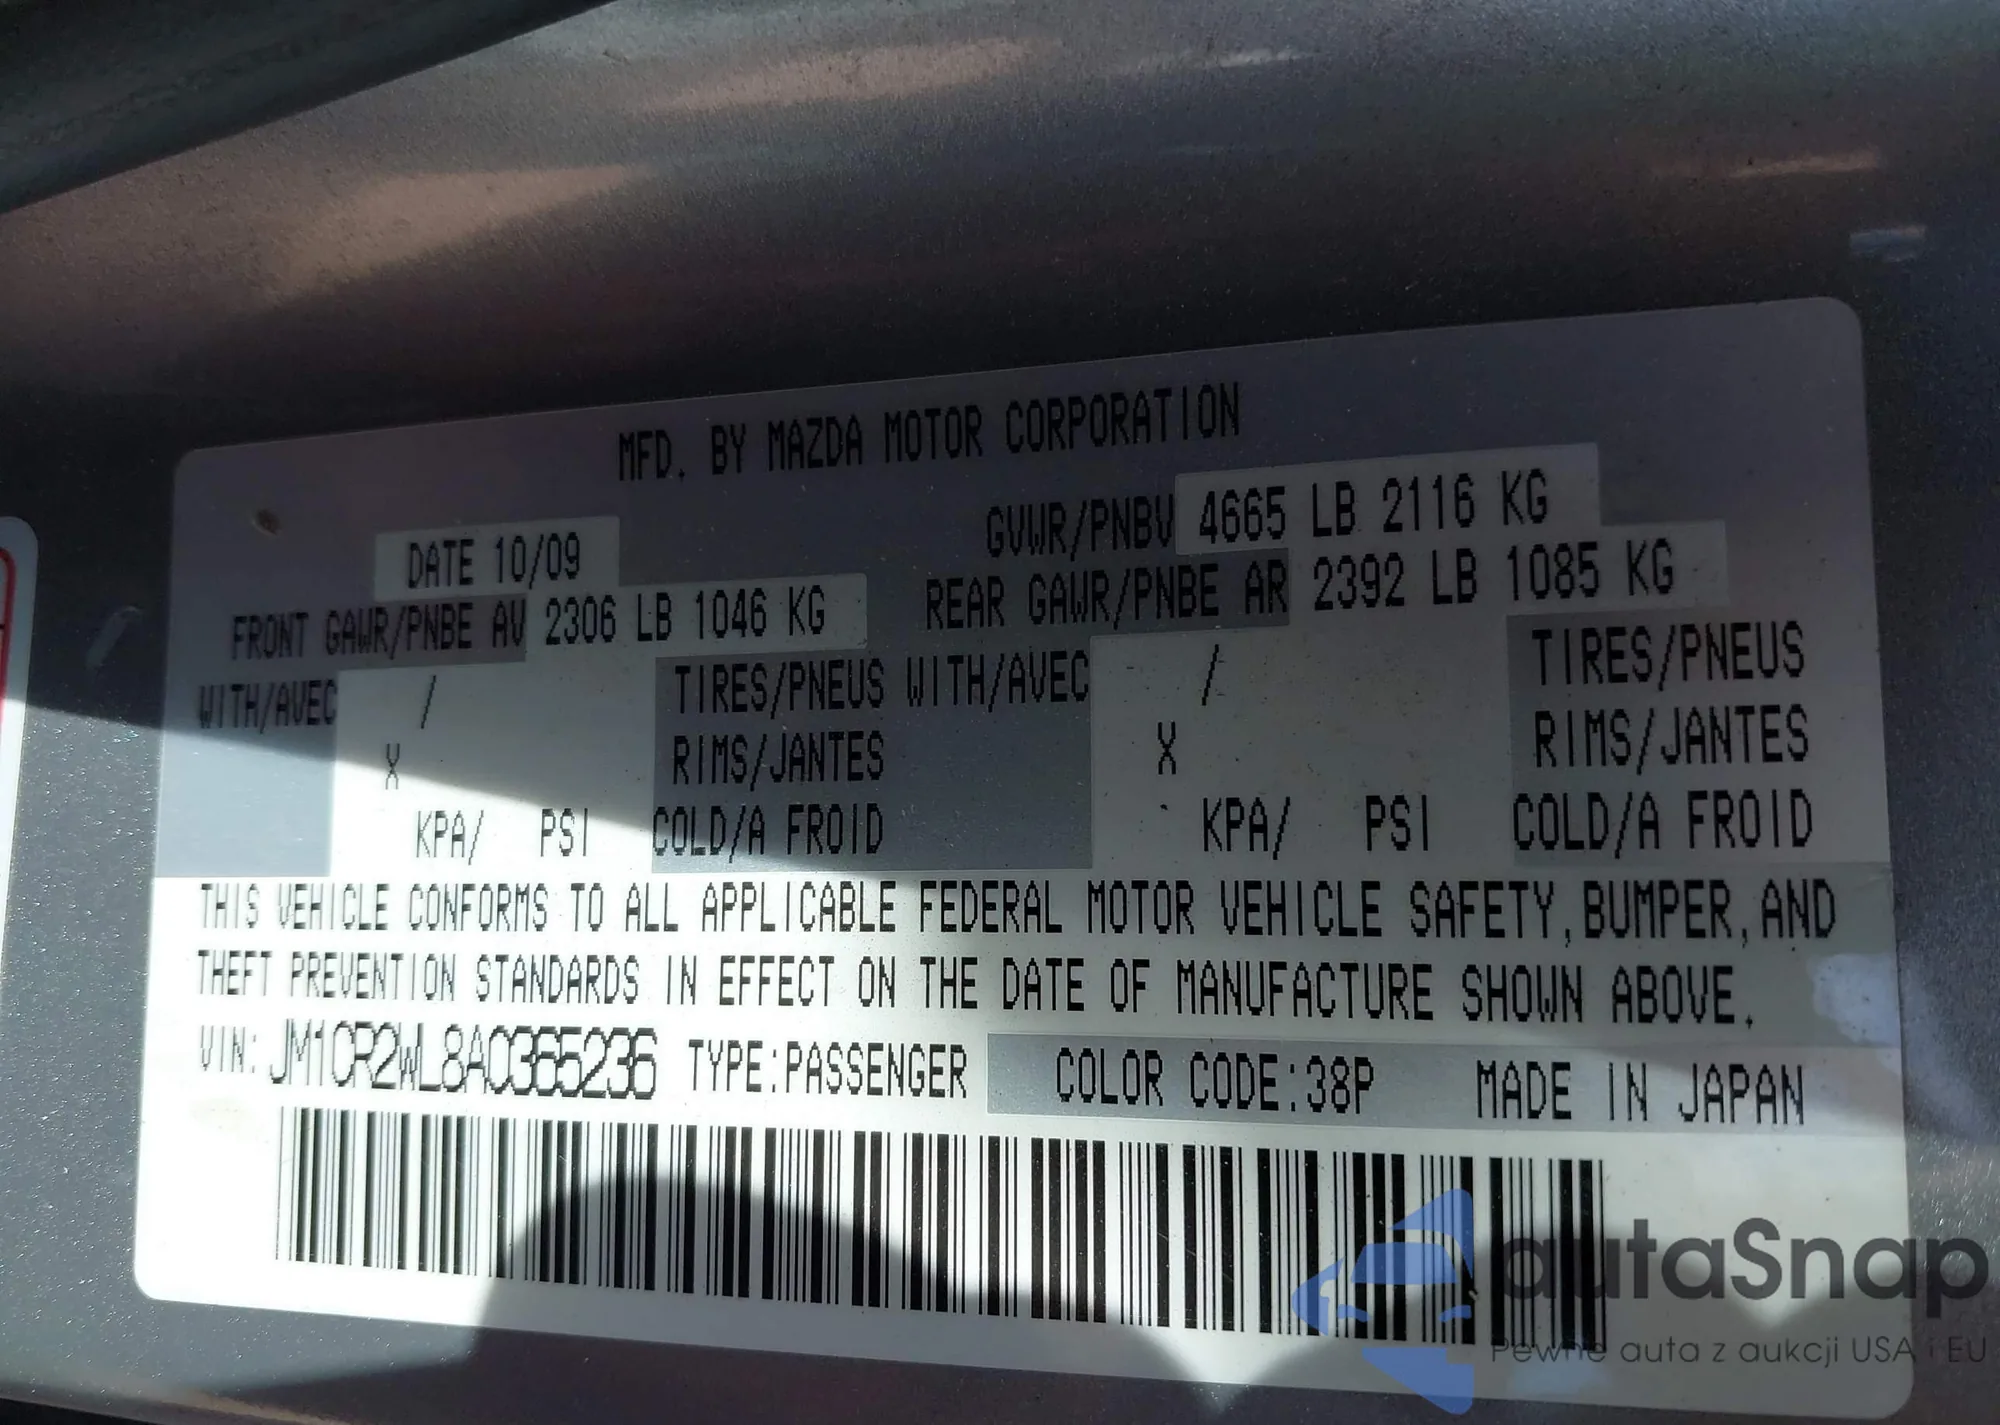 MFD. BY MAZDA MOTOR CORPORATION
DATE 10/09
GVWR/PNBV 4665 LB 2116 KG
FRONT GAWR/PNBE AV 2306 LB 1046 KG
REAR GAWR/PNBE AR 2392 LB 1085 KG
WITH/AVEC / TIRES/PNEUS WITH/AVEC / TIRES/PNEUS
X RIMS/JANTES X RIMS/JANTES
KPA/ PSI COLD/A FROID KPA/ PSI COLD/A FROID
THIS VEHICLE CONFORMS TO ALL APPLICABLE FEDERAL MOTOR VEHICLE SAFETY,BUMPER,AND
THEFT PREVENTION STANDARDS IN EFFECT ON THE DATE OF MANUFACTURE SHOWN ABOVE.
VIN: JM1CR2WL8A0365236 TYPE:PASSENGER COLOR CODE:38P MADE IN JAPAN
autaSnap
Pewne auta z aukcji USA i EU